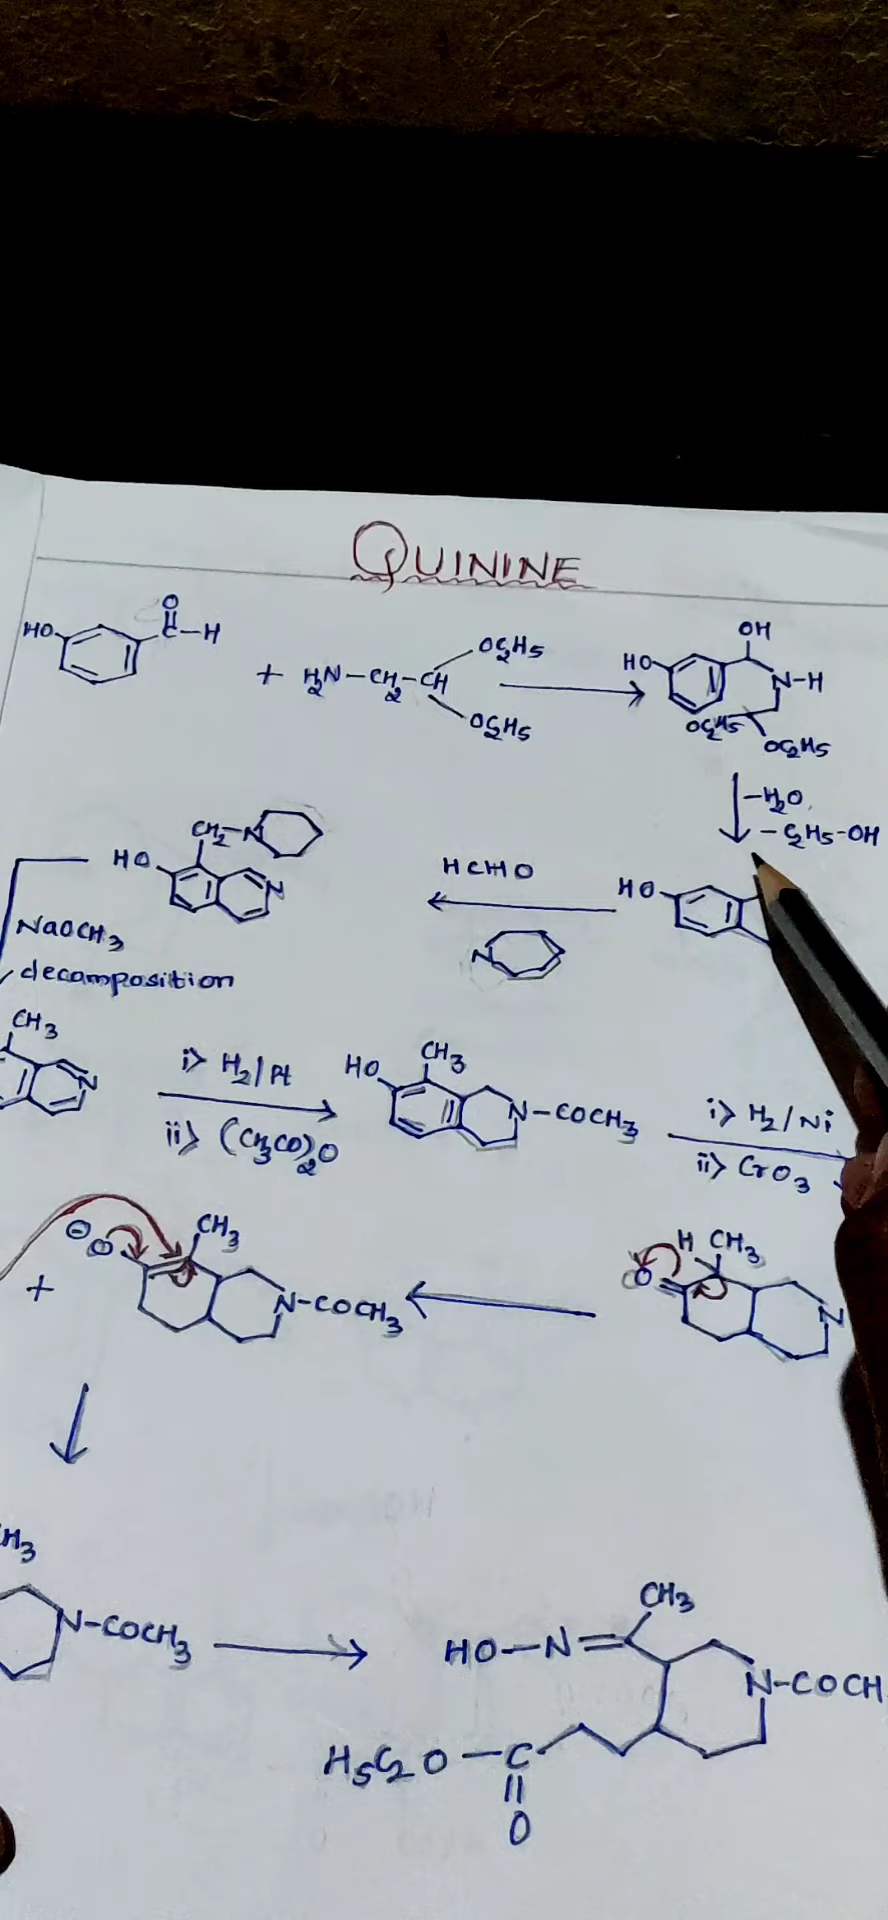 QUININE
HO
O
C-H
+ H2N-CH2-CH
OC2H5
OC2H5
OH
HO
N-H
OC2H5
OC2H5
-H2O
-C2H5-OH
CH2-N
HO
N
HCHO
N
HO
NaOCH3
decamposition
CH3
N
i> H2/Pt
ii> (CH3CO)2O
HO
CH3
N-COCH3
i> H2/Ni
ii> CrO3
+
⊖
O
CH3
N-COCH3
H CH3
O
N
H3
N-COCH3
HO-N
CH3
N-COCH
H5C2O-C
O